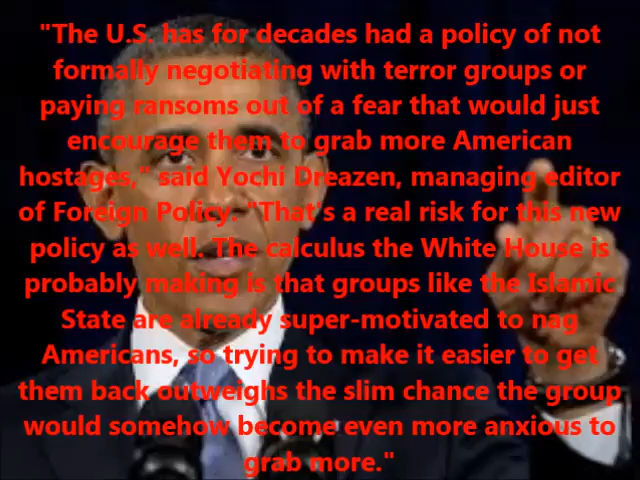 "The U.S. has for decades had a policy of not
formally negotiating with terror groups or
paying ransoms out of a fear that would just
encourage them to grab more American
hostages," said Yochi Dreazen, managing editor
of Foreign Policy. "That's a real risk for this new
policy as well. The calculus the White House is
probably making is that groups like the Islamic
State are already super-motivated to nag
Americans, so trying to make it easier to get
them back outweighs the slim chance the group
would somehow become even more anxious to
grab more."